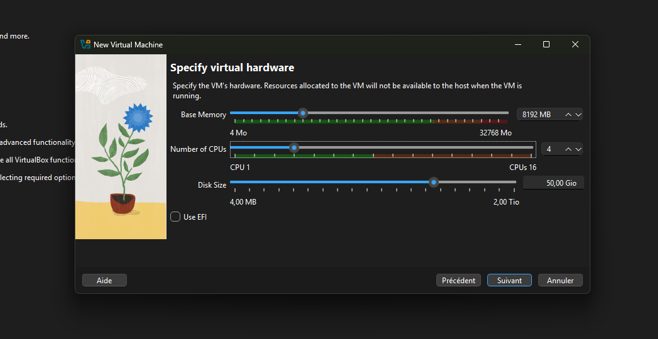 nd more.
New Virtual Machine
Specify virtual hardware
Specify the VM's hardware. Resources allocated to the VM will not be available to the host when the VM is
running.
Base Memory
8192 MB
4 Mo
32768 Mo
Number of CPUs
4
CPU 1
CPUs 16
Disk Size
50,00 Gio
4,00 MB
2,00 Tio
Use EFI
ds.
advanced functionality
e all VirtualBox function
lecting required option
Aide
Précédent
Suivant
Annuler